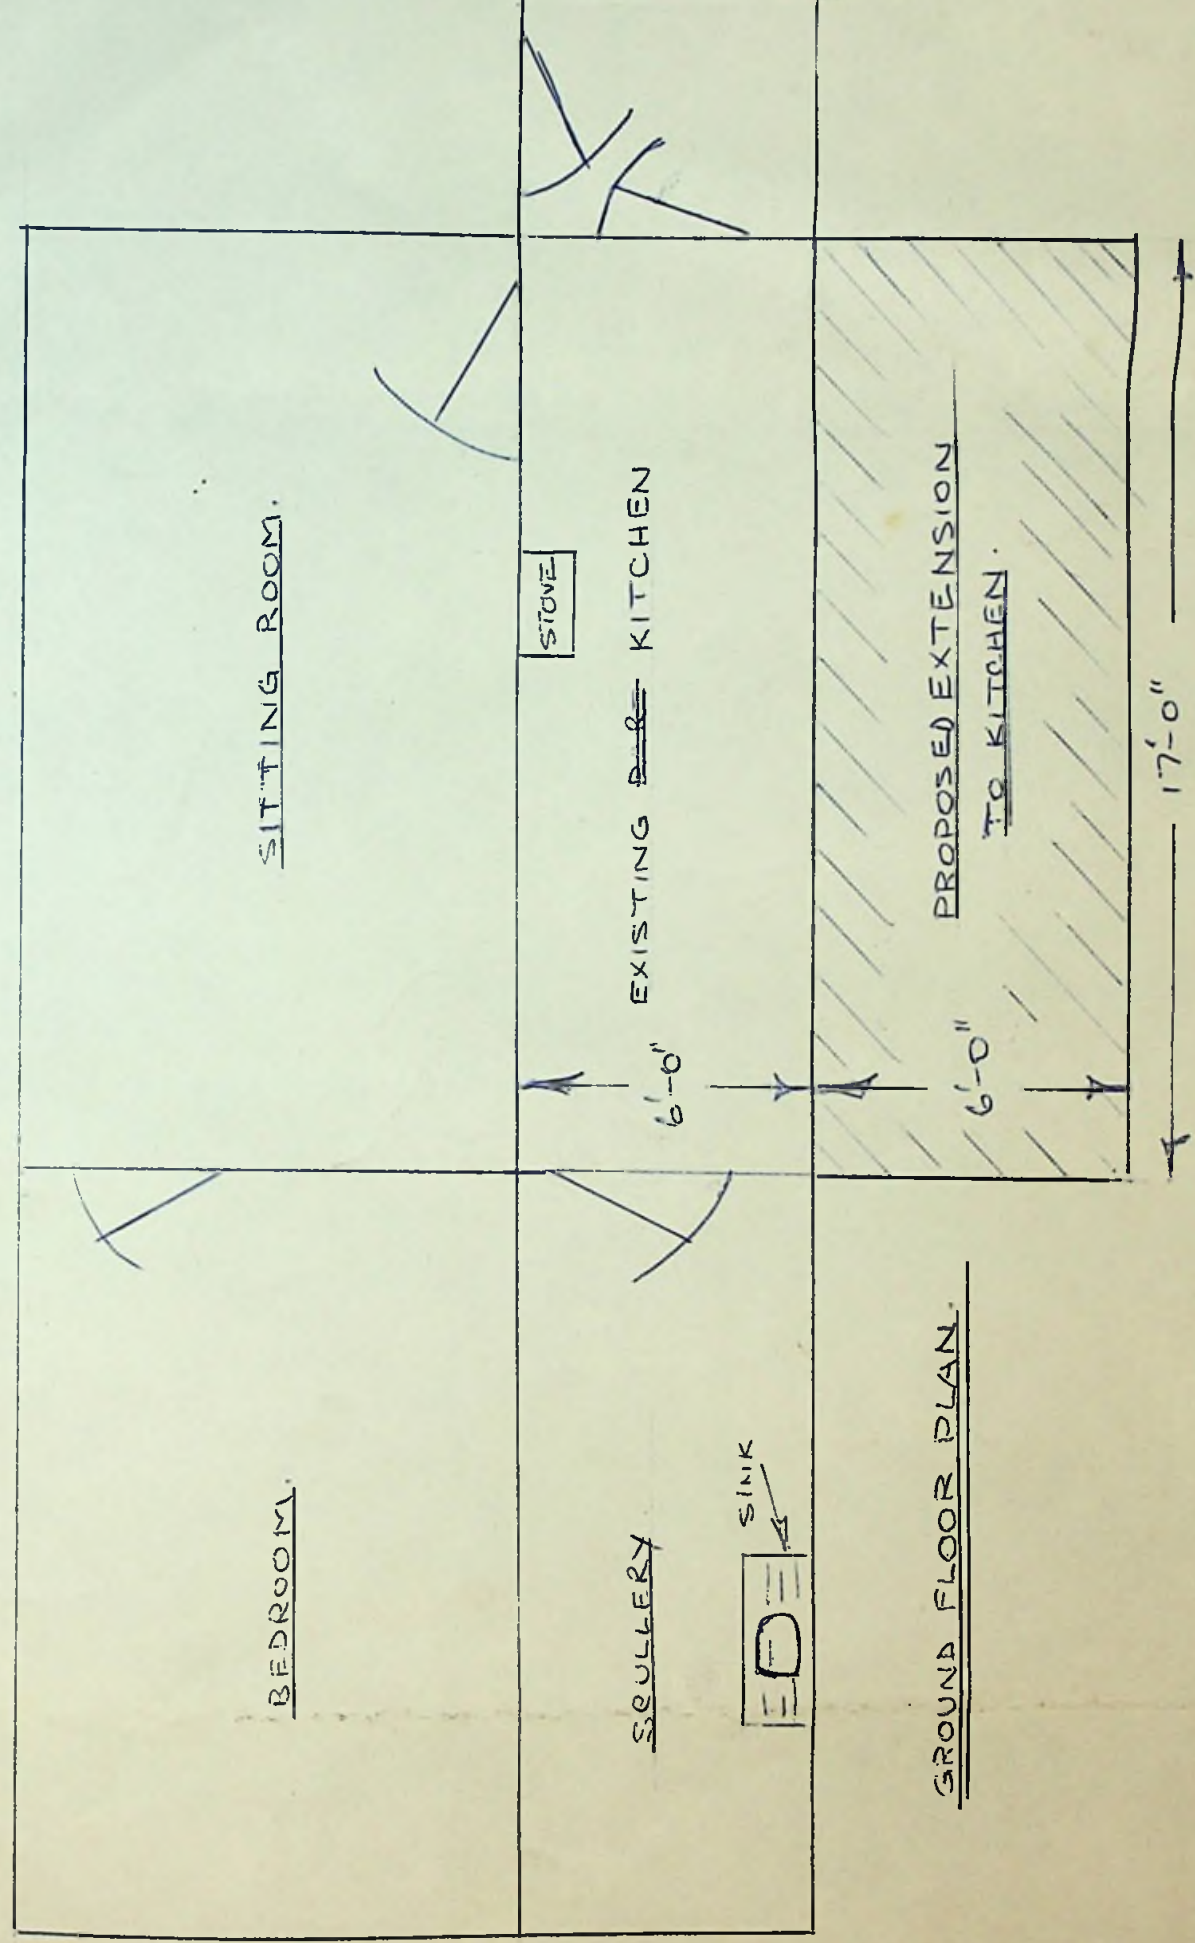 SITTING ROOM.
STOVE
EXISTING D R KITCHEN
6'-0"
PROPOSED EXTENSION
TO KITCHEN.
6'-0"
17'-0"
BEDROOM.
SCULLERY
SINK
GROUND FLOOR PLAN.